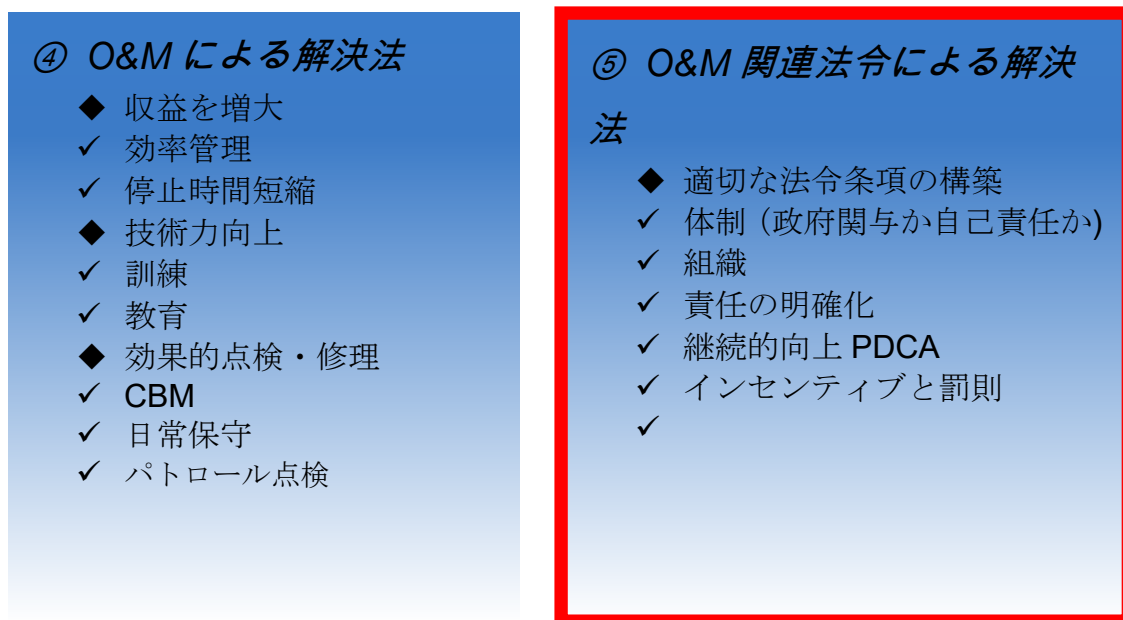 ④ O&M による解決法
◆ 収益を増大
✓ 効率管理
✓ 停止時間短縮
◆ 技術力向上
✓ 訓練
✓ 教育
◆ 効果的点検・修理
✓ CBM
✓ 日常保守
✓ パトロール点検
⑤ O&M 関連法令による解決
法
◆ 適切な法令条項の構築
✓ 体制（政府関与か自己責任か)
✓ 組織
✓ 責任の明確化
✓ 継続的向上 PDCA
✓ インセンティブと罰則
✓